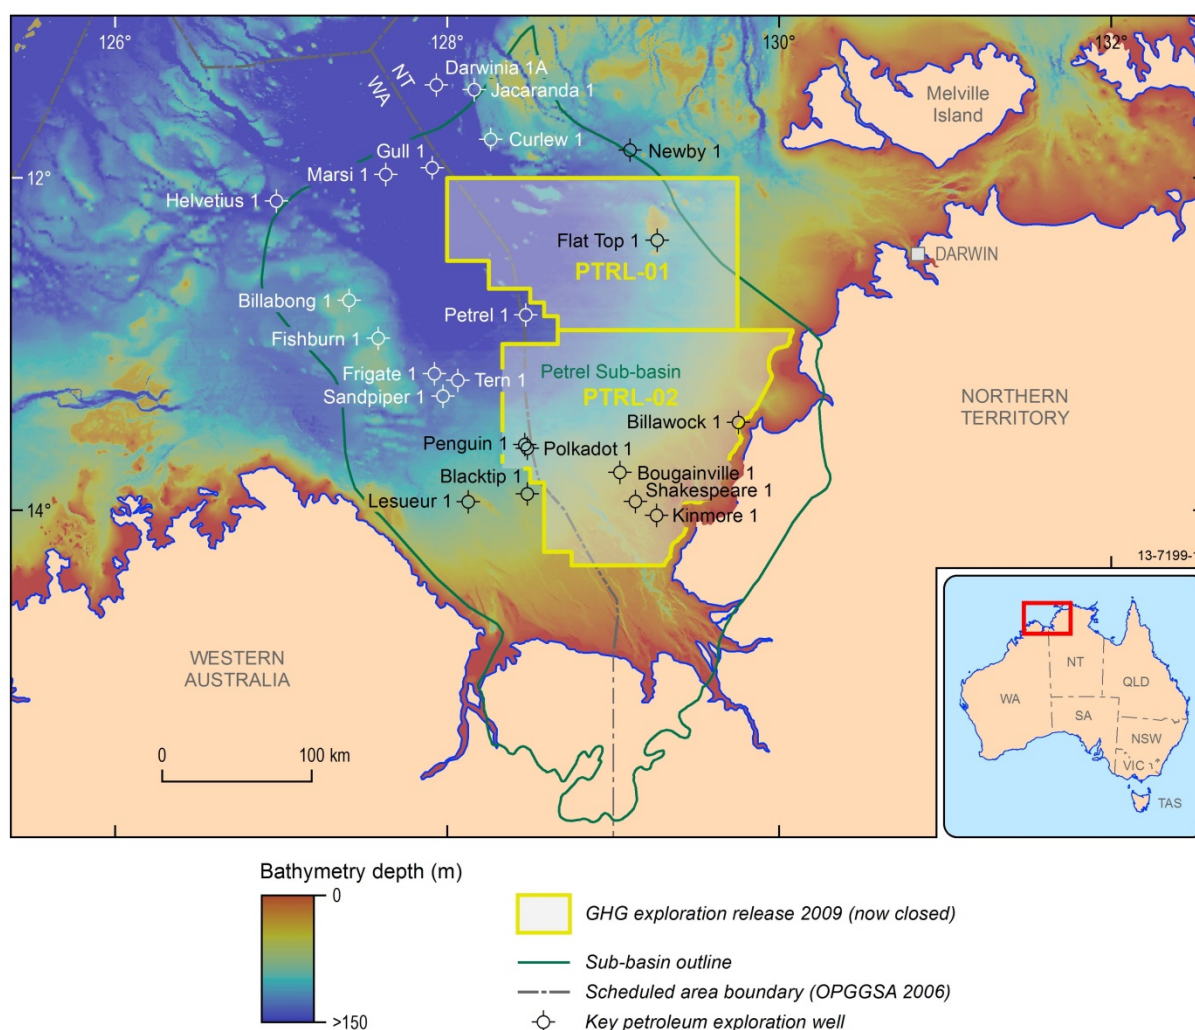 126°
128°
130°
132°
NT
WA
Darwinia 1A
Jacaranda 1
Melville
Island
Curlew 1
Newby 1
Gull 1
Marsi 1
12°
Helvetius 1
Flat Top 1
DARWIN
PTRL-01
Billabong 1
Petrel 1
Fishburn 1
Frigate 1
Tern 1
Petrel Sub-basin
Sandpiper 1
PTRL-02
NORTHERN
TERRITORY
Billawock 1
Penguin 1
Polkadot 1
Blacktip 1
Bougainville 1
Lesueur 1
Shakespeare 1
14°
Kinmore 1
13-7199-1
WESTERN
AUSTRALIA
0
100 km
NT
QLD
WA
SA
NSW
VIC
TAS
Bathymetry depth (m)
0
>150
GHG exploration release 2009 (now closed)
Sub-basin outline
Scheduled area boundary (OPGGSA 2006)
Key petroleum exploration well